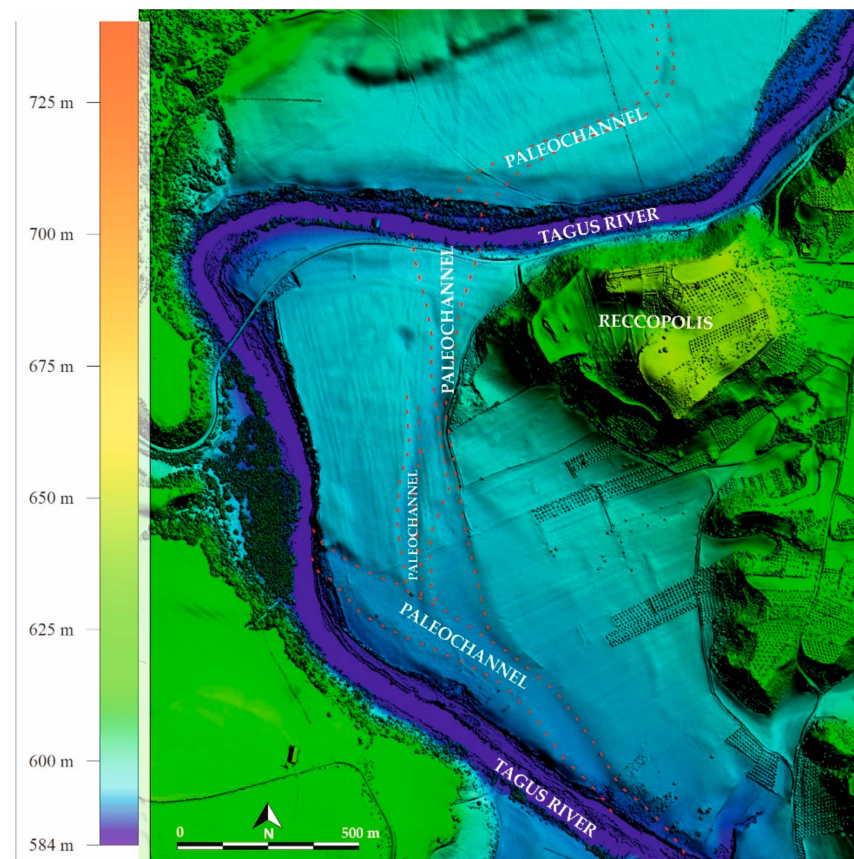 725 m
700 m
675 m
650 m
625 m
600 m
584 m
PALEOCHANNEL
TAGUS RIVER
PALEOCHANNEL
RECCOPOLIS
PALEOCHANNEL
PALEOCHANNEL
TAGUS RIVER
0 N 500 m